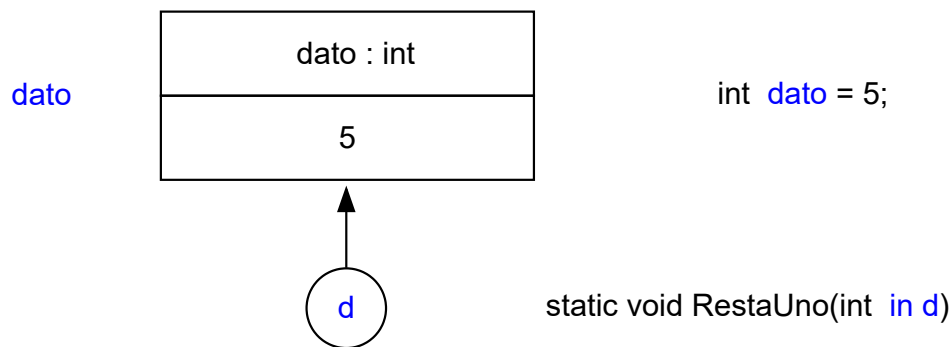 dato : int
dato
int dato = 5;
5
d
static void RestaUno(int in d)